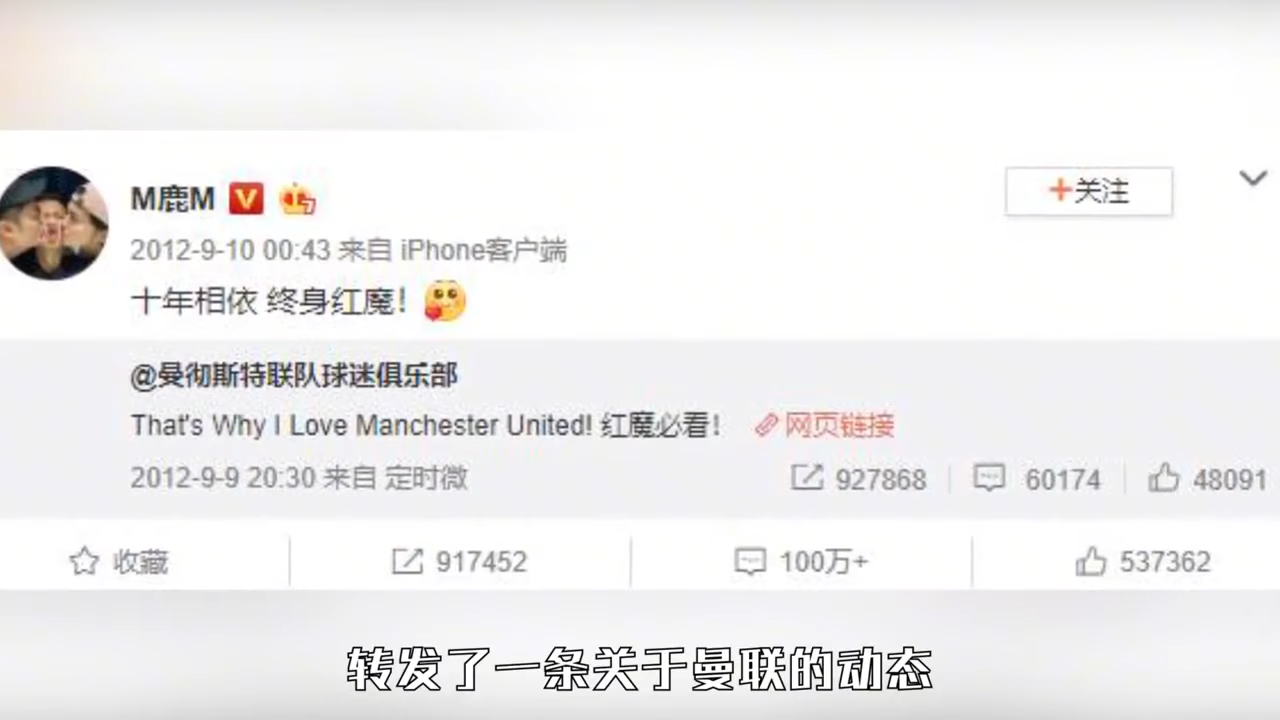 M鹿M
+关注
2012-9-10 00:43 来自 iPhone客户端
十年相依 终身红魔！
@曼彻斯特联队球迷俱乐部
That's Why I Love Manchester United! 红魔必看！ 网页链接
2012-9-9 20:30 来自 定时微
927868 60174 48091
收藏 917452 100万+ 537362
转发了一条关于曼联的动态